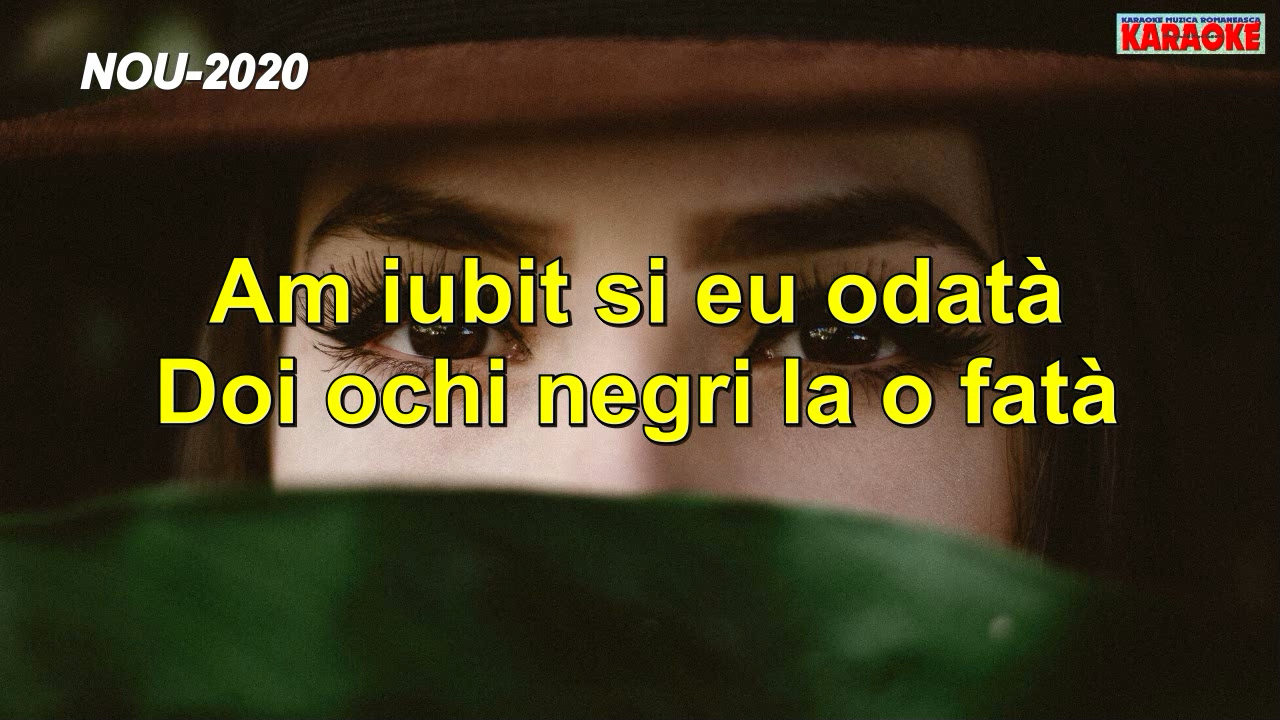 NOU-2020
KARAOKE MUZICA ROMANEASCA
KARAOKE
Am iubit si eu odatà
Doi ochi negri la o fatà